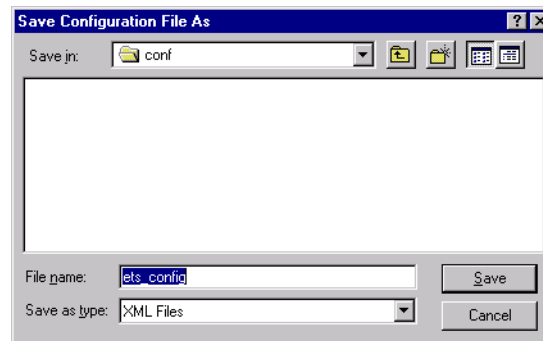 Save Configuration File As
Save in: conf
File name: ets_config Save
Save as type: XML Files Cancel